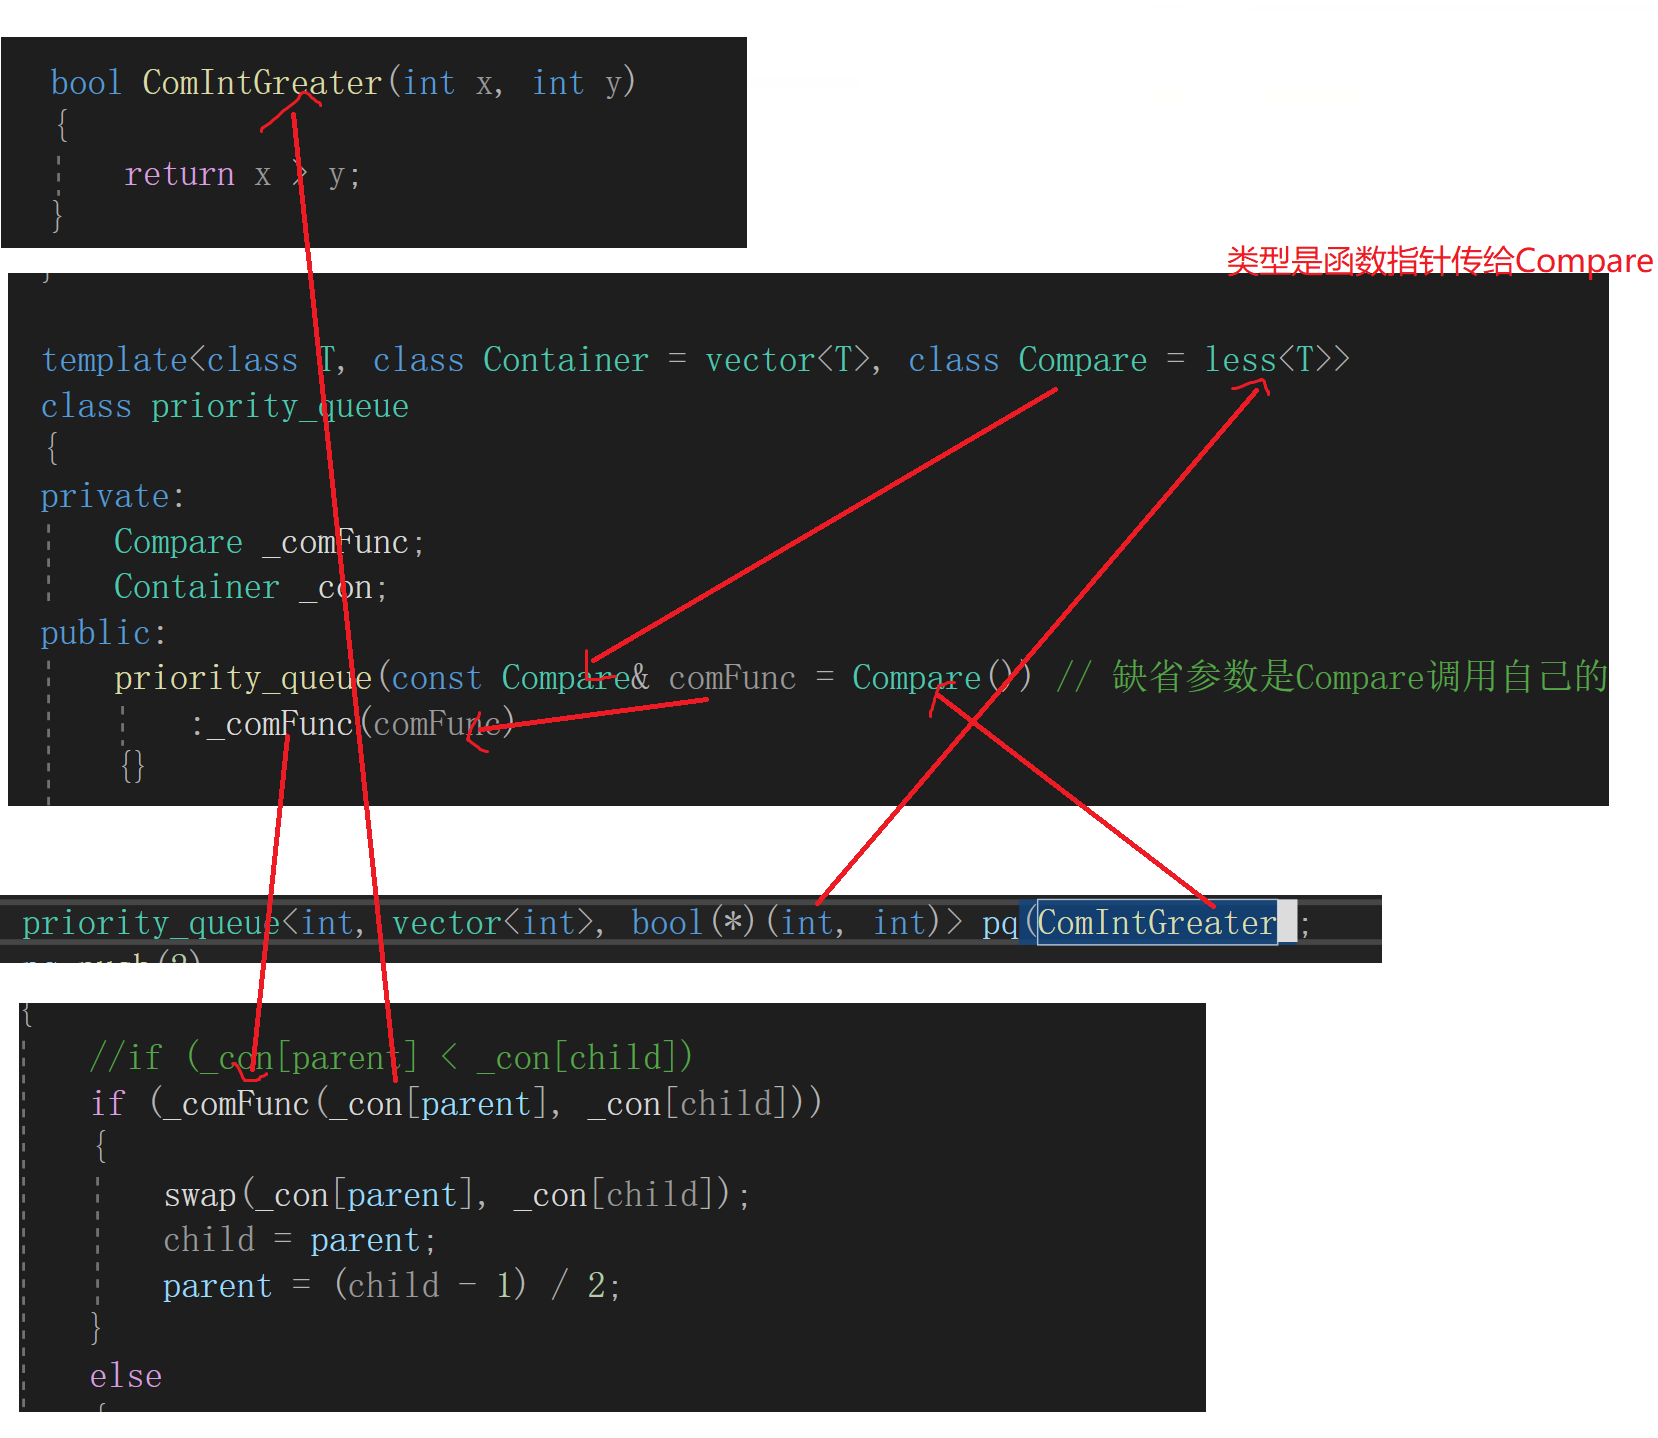 bool ComIntGreater(int x, int y)
{
return x > y;
}
类型是函数指针传给Compare
}
template<class T, class Container = vector<T>, class Compare = less<T>>
class priority_queue
{
private:
Compare _comFunc;
Container _con;
public:
priority_queue(const Compare& comFunc = Compare()) // 缺省参数是Compare调用自己的
:_comFunc(comFunc)
{}
priority_queue<int, vector<int>, bool(*)(int, int)> pq(ComIntGreater ;
pq.push(2)
{
//if (_con[parent] < _con[child])
if (_comFunc(_con[parent], _con[child]))
{
swap(_con[parent], _con[child]);
child = parent;
parent = (child - 1) / 2;
}
else
{